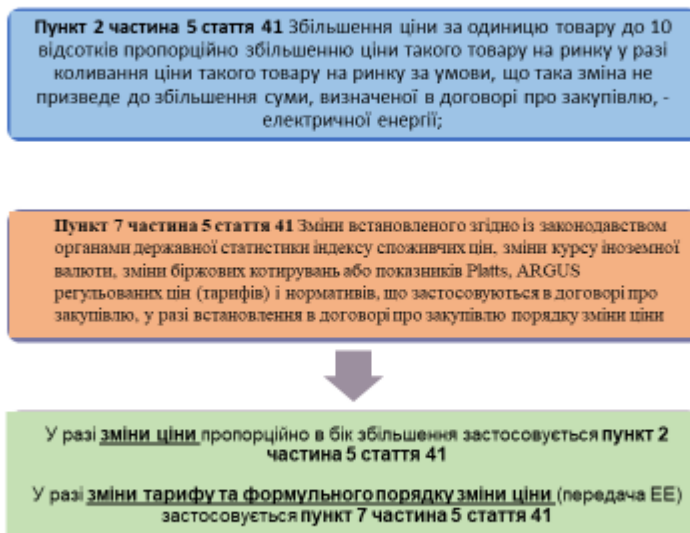 Пункт 2 частина 5 стаття 41 Збільшення ціни за одиницю товару до 10
відсотків пропорційно збільшенню ціни такого товару на ринку у разі
коливання ціни такого товару на ринку за умови, що така зміна не
призведе до збільшення суми, визначеної в договорі про закупівлю, -
електричної енергії;
Пункт 7 частина 5 стаття 41 Зміни встановленого згідно із законодавством
органами державної статистики індексу споживчих цін, зміни курсу іноземної
валюти, зміни біржових котирувань або показників Platts, ARGUS
регульованих цін (тарифів) і нормативів, що застосовуються в договорі про
закупівлю, у разі встановлення в договорі про закупівлю порядку зміни ціни
У разі зміни ціни пропорційно в бік збільшення застосовується пункт 2
частина 5 стаття 41
У разі зміни тарифу та формульного порядку зміни ціни (передача ЕЕ)
застосовується пункт 7 частина 5 стаття 41